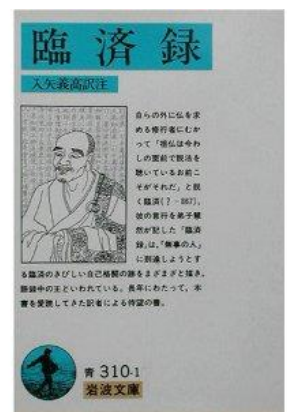 臨済録
入矢義高訳注
自らの外に仏を求
める修行者にむか
って「祖仏は今わ
しの面前で説法を
聴いているお前こ
そがそれだ」と説
く臨済(?―867)。
彼の言行を弟子慧
然が記した『臨済
録』は、「無事の人」
に到達しようとす
る臨済のきびしい自己格闘の跡をまざまざと描き、
語録中の王といわれている。長年にわたって、本
書を愛読してきた訳者による待望の書。
青 310-1
岩波文庫